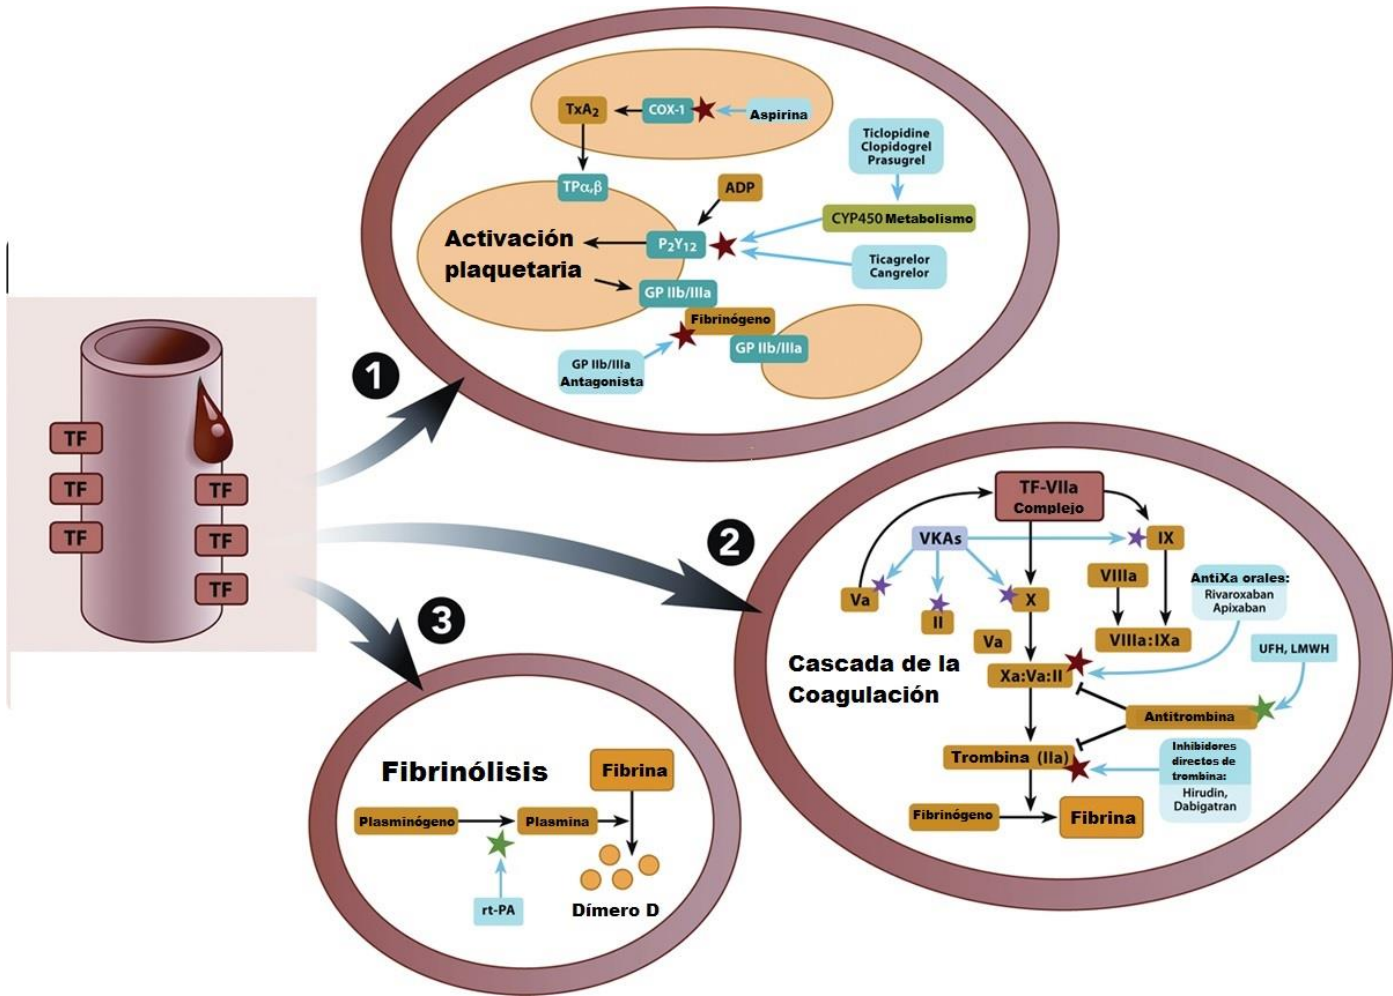 TF
TF
TF
TF
TF
TF
1
TxA2
COX-1
Aspirina
TPα,β
ADP
Ticlopidine
Clopidogrel
Prasugrel
CYP450 Metabolismo
Activación
plaquetaria
P2Y12
Ticagrelor
Cangrelor
GP IIb/IIIa
Fibrinógeno
GP IIb/IIIa
GP IIb/IIIa
Antagonista
2
TF-VIIa
Complejo
VKAs
IX
Va
II
X
VIIIa
AntiXa orales:
Rivaroxaban
Apixaban
Va
VIIIa:IXa
UFH, LMWH
Cascada de la
Coagulación
Xa:Va:II
Antitrombina
Trombina (IIa)
Inhibidores
directos de
trombina:
Hirudin,
Dabigatran
Fibrinógeno
Fibrina
3
Fibrinólisis
Fibrina
Plasminógeno
Plasmina
rt-PA
Dímero D